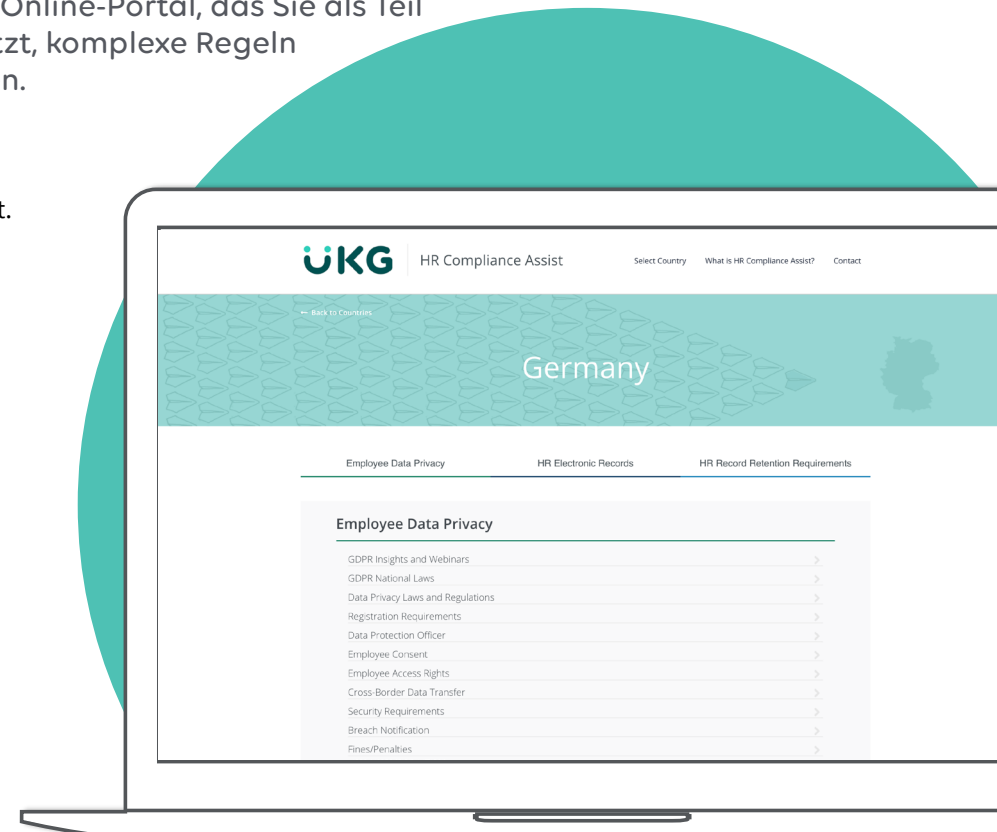 Online-Portal, das Sie als Teil
tzt, komplexe Regeln
n.
t.
UKG HR Compliance Assist Select Country What is HR Compliance Assist? Contact
← Back to Countries
Germany
Employee Data Privacy HR Electronic Records HR Record Retention Requirements
Employee Data Privacy
GDPR Insights and Webinars
GDPR National Laws
Data Privacy Laws and Regulations
Registration Requirements
Data Protection Officer
Employee Consent
Employee Access Rights
Cross-Border Data Transfer
Security Requirements
Breach Notification
Fines/Penalties